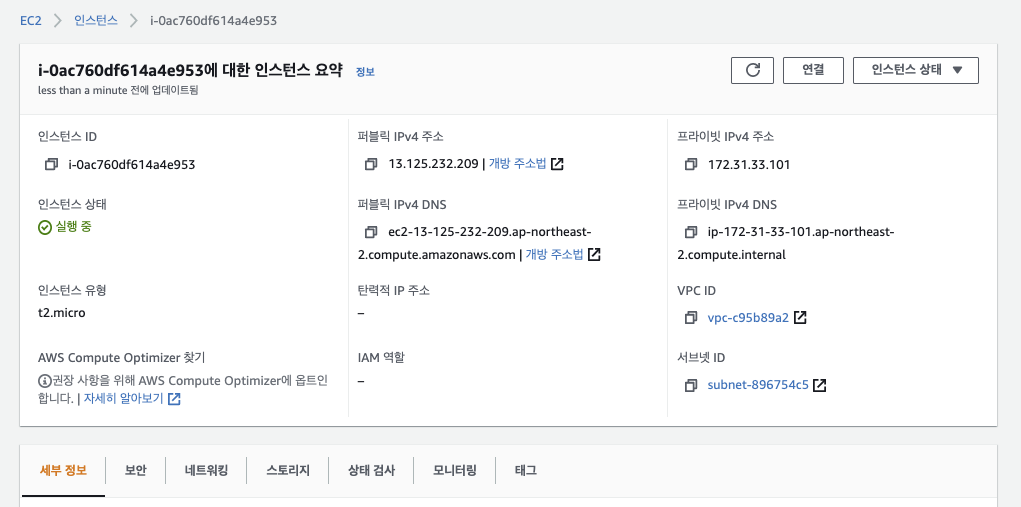 EC2 > 인스턴스 > i-0ac760df614a4e953
i-0ac760df614a4e953에 대한 인스턴스 요약 정보
less than a minute 전에 업데이트됨
연결
인스턴스 상태 ▼
인스턴스 ID
i-0ac760df614a4e953
퍼블릭 IPv4 주소
13.125.232.209 | 개방 주소법
프라이빗 IPv4 주소
172.31.33.101
인스턴스 상태
실행 중
퍼블릭 IPv4 DNS
ec2-13-125-232-209.ap-northeast-
2.compute.amazonaws.com | 개방 주소법
프라이빗 IPv4 DNS
ip-172-31-33-101.ap-northeast-
2.compute.internal
인스턴스 유형
t2.micro
탄력적 IP 주소
–
VPC ID
vpc-c95b89a2
AWS Compute Optimizer 찾기
권장 사항을 위해 AWS Compute Optimizer에 옵트인
합니다. | 자세히 알아보기
IAM 역할
–
서브넷 ID
subnet-896754c5
세부 정보
보안
네트워킹
스토리지
상태 검사
모니터링
태그